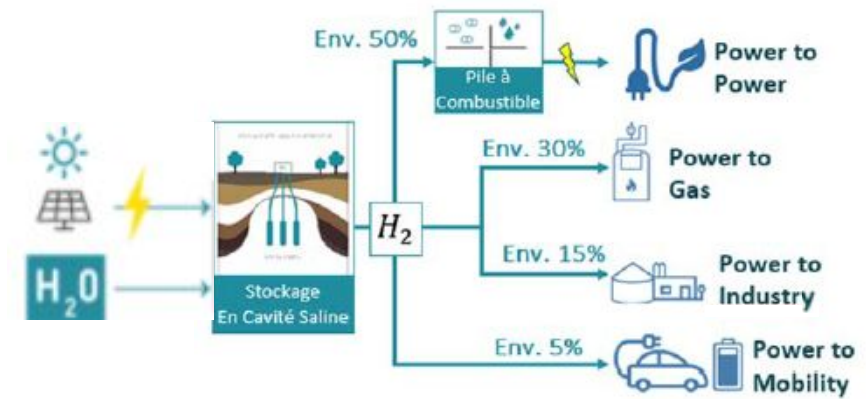 Env. 50%
Pile à
Combustible
Power to
Power
Env. 30%
Power to
Gas
H₂O
Stockage
En Cavité Saline
H₂
Env. 15%
Power to
Industry
Env. 5%
Power to
Mobility